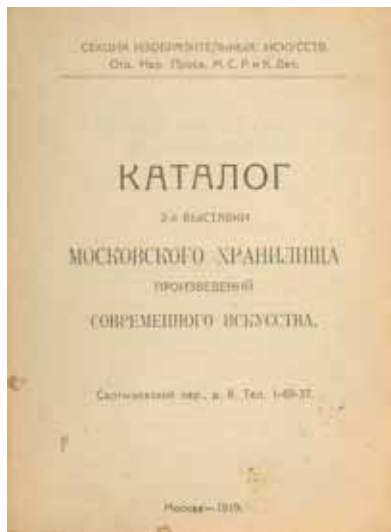 СЕКЦИЯ ИЗОБРАЗИТЕЛЬНЫХ ИСКУССТВ
Отд. Нар. Просв. М. С. Р. и К. Деп.
КАТАЛОГ
2-й ВЫСТАВКИ
МОСКОВСКОГО ХРАНИЛИЩА
ПРОИЗВЕДЕНИЙ
СОВРЕМЕННОГО ИСКУССТВА.
пер., д. 8. Тел. 1-69-37.
Москва—1919.